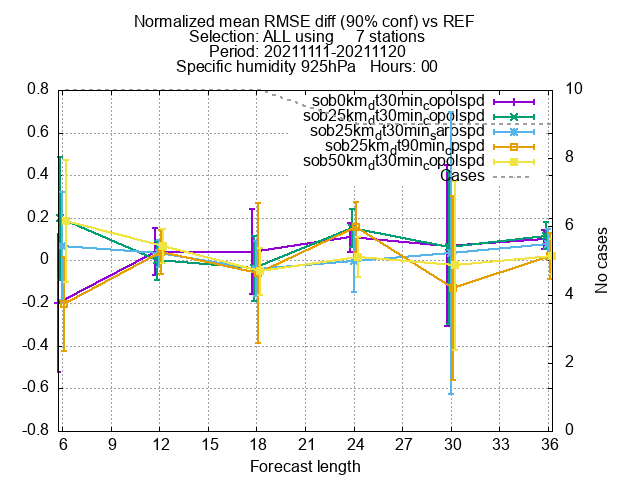 Normalized mean RMSE diff (90% conf) vs REF
Selection: ALL using 7 stations
Period: 20211111-20211120
Specific humidity 925hPa Hours: 00
sob0km_dt30min_copolspd
sob25km_dt30min_copolspd
sob25km_dt30min_sarospd
sob25km_dt90min_cpspd
sob50km_dt30min_copolspd
Cases
0.8
0.6
0.4
0.2
0
-0.2
-0.4
-0.6
-0.8
10
8
6
4
2
0
No cases
6 9 12 15 18 21 24 27 30 33 36
Forecast length